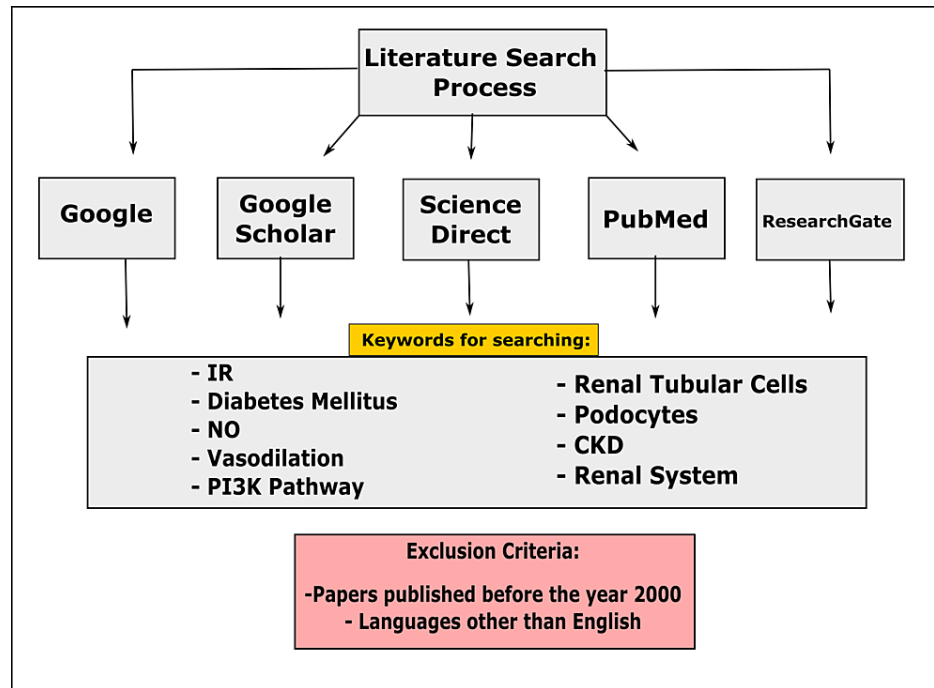 Literature Search
Process
Google
Google
Scholar
Science
Direct
PubMed
ResearchGate
Keywords for searching:
- IR
- Diabetes Mellitus
- NO
- Vasodilation
- PI3K Pathway
- Renal Tubular Cells
- Podocytes
- CKD
- Renal System
Exclusion Criteria:
-Papers published before the year 2000
- Languages other than English